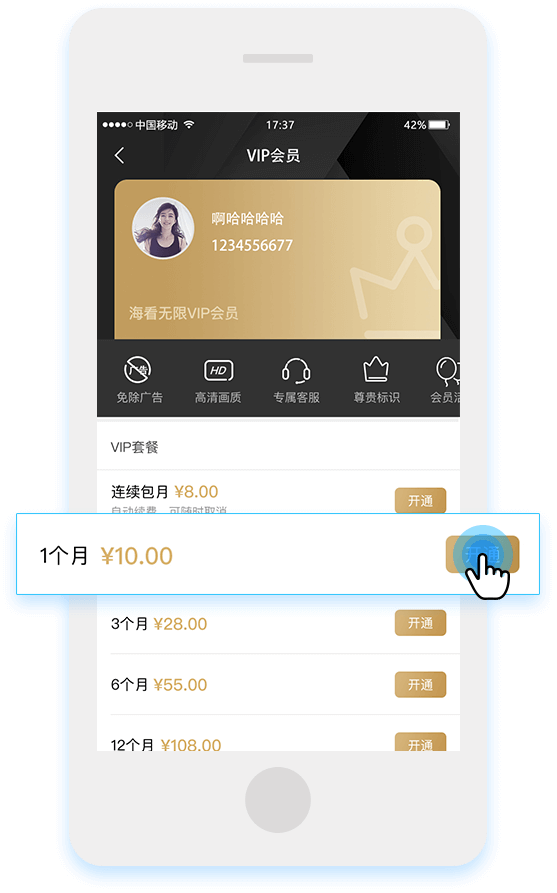 中国移动 17:37 42%
VIP会员
啊哈哈哈哈
1234556677
海看无限VIP会员
广告 HD
免除广告 高清画质 专属客服 尊贵标识 会员活
VIP套餐
连续包月 ¥8.00 开通
自动续费，可随时取消
1个月 ¥10.00 开通
3个月 ¥28.00 开通
6个月 ¥55.00 开通
12个月 ¥108.00 开通